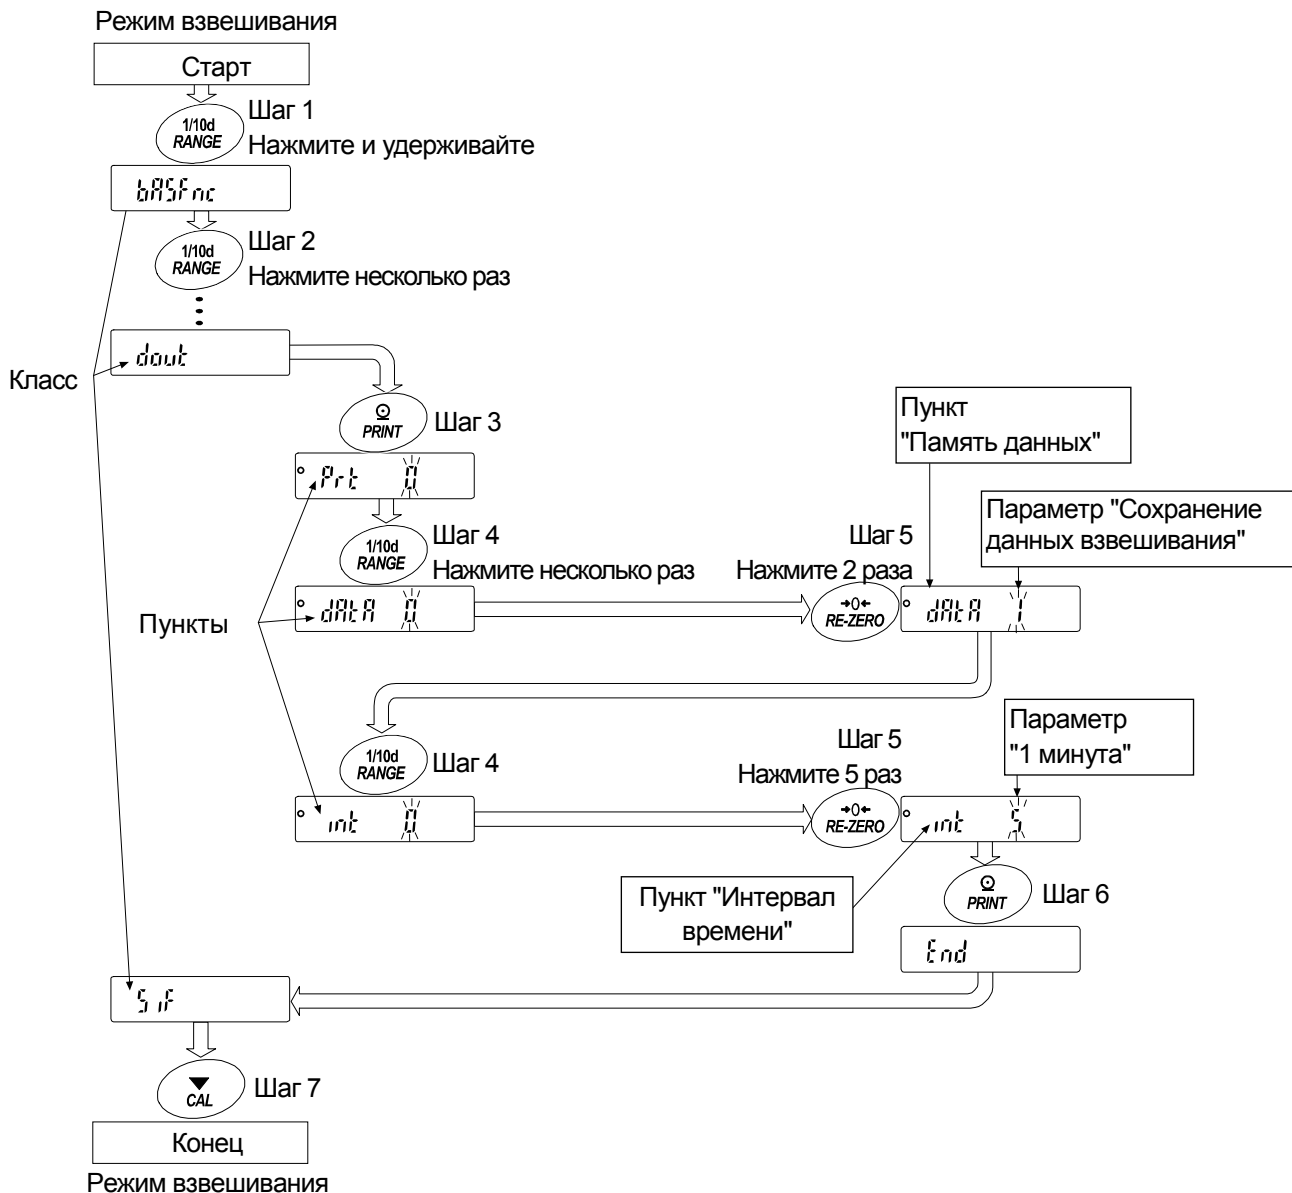 Режим взвешивания
Старт
Шаг 1
1/10d
RANGE
Нажмите и удерживайте
bASFnc
Шаг 2
1/10d
RANGE
Нажмите несколько раз
dout
Класс
Шаг 3
PRINT
Пункт
"Память данных"
Prt 0
Параметр "Сохранение
данных взвешивания"
Шаг 4
1/10d
RANGE
Нажмите несколько раз
Шаг 5
Нажмите 2 раза
dAtA 0
→0←
RE-ZERO
dAtA 1
Пункты
Шаг 4
1/10d
RANGE
Шаг 5
Нажмите 5 раз
Параметр
"1 минута"
int 0
→0←
RE-ZERO
int 5
Пункт "Интервал
времени"
Шаг 6
PRINT
End
SiF
Шаг 7
CAL
Конец
Режим взвешивания